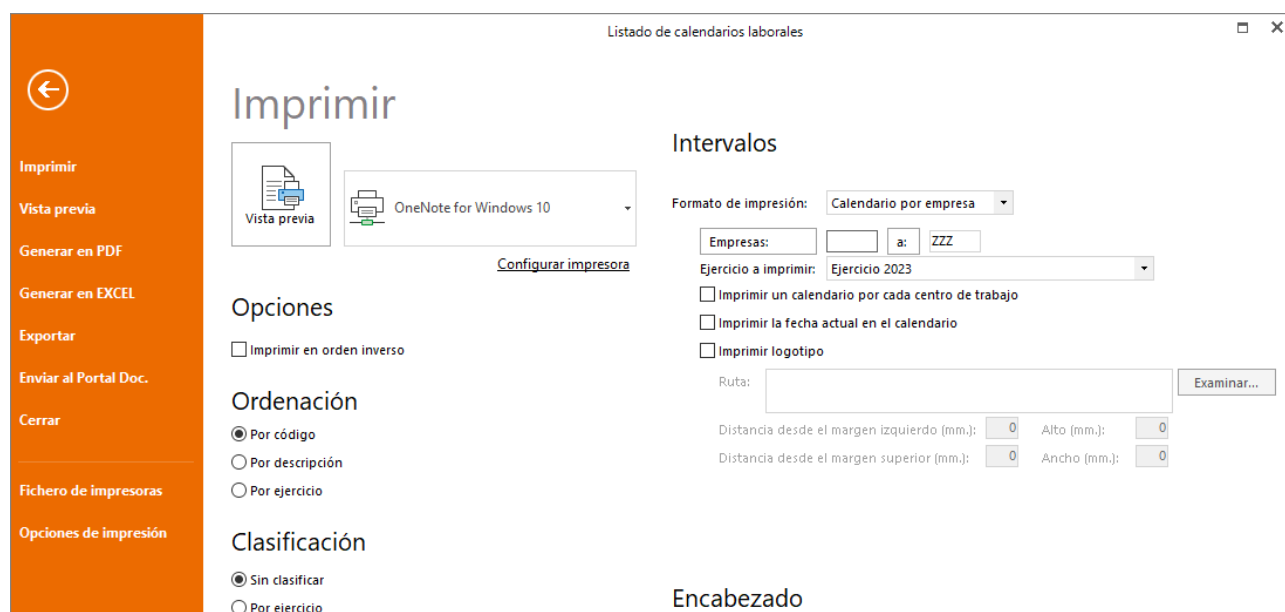 Listado de calendarios laborales
Imprimir
Vista previa
Generar en PDF
Generar en EXCEL
Exportar
Enviar al Portal Doc.
Cerrar
Fichero de impresoras
Opciones de impresión
Imprimir
Vista previa
OneNote for Windows 10
Configurar impresora
Opciones
Imprimir en orden inverso
Ordenación
Por código
Por descripción
Por ejercicio
Clasificación
Sin clasificar
Por ejercicio
Intervalos
Formato de impresión: Calendario por empresa
Empresas: a: ZZZ
Ejercicio a imprimir: Ejercicio 2023
Imprimir un calendario por cada centro de trabajo
Imprimir la fecha actual en el calendario
Imprimir logotipo
Ruta: Examinar...
Distancia desde el margen izquierdo (mm.): 0 Alto (mm.): 0
Distancia desde el margen superior (mm.): 0 Ancho (mm.): 0
Encabezado